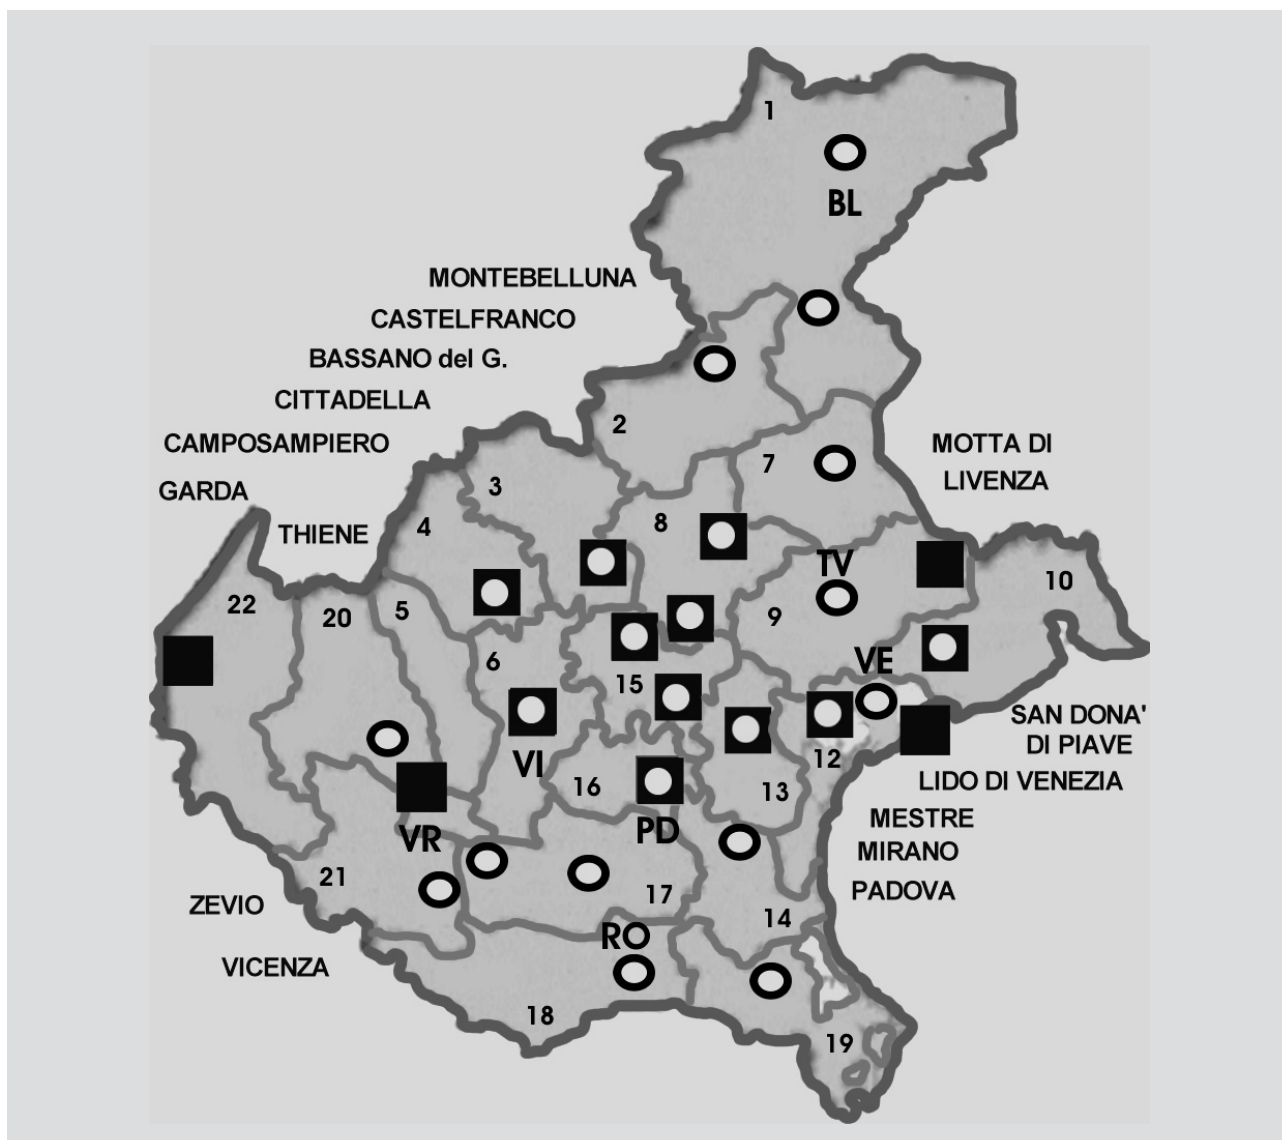 1
BL
MONTEBELLUNA
CASTELFRANCO
BASSANO del G.
CITTADELLA
CAMPOSAMPIERO
GARDA
THIENE
2
3
4
7
8
MOTTA DI
LIVENZA
TV
10
22
20
5
9
6
15
VE
VI
12
SAN DONA'
DI PIAVE
LIDO DI VENEZIA
16
13
PD
VR
MESTRE
MIRANO
PADOVA
21
17
14
ZEVIO
VICENZA
RO
18
19